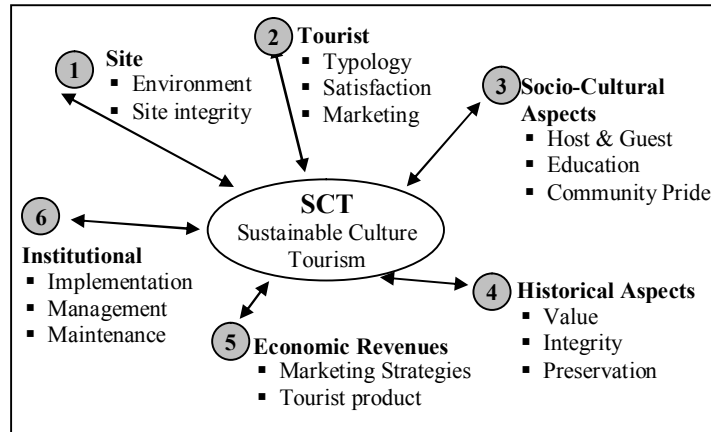 1
Site
▪ Environment
▪ Site integrity
2
Tourist
▪ Typology
▪ Satisfaction
▪ Marketing
3
Socio-Cultural
Aspects
▪ Host & Guest
▪ Education
▪ Community Pride
SCT
Sustainable Culture
Tourism
6
Institutional
▪ Implementation
▪ Management
▪ Maintenance
5
Economic Revenues
▪ Marketing Strategies
▪ Tourist product
4
Historical Aspects
▪ Value
▪ Integrity
▪ Preservation